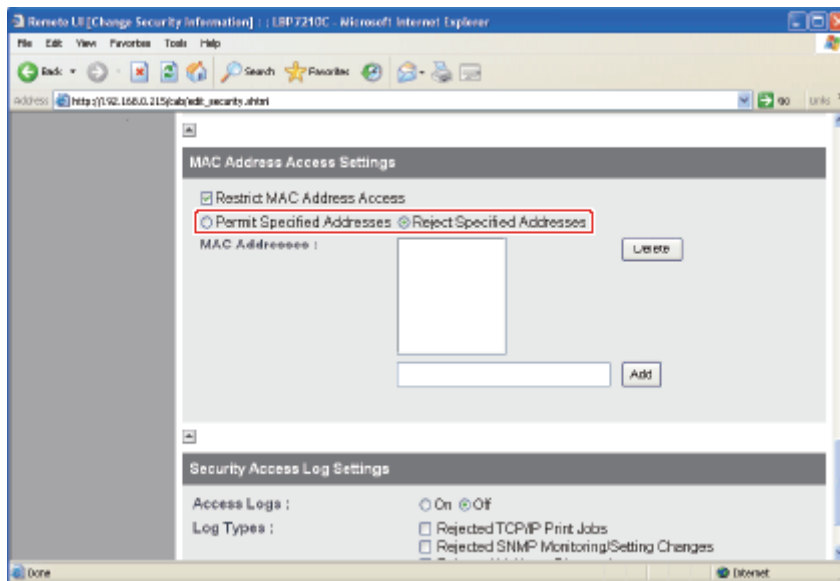 Remote UI [Change Security Information] : : LBP7210C - Microsoft Internet Explorer
File Edit View Favorites Tools Help
Back Search Favorites
Address http://192.168.0.215/cab/edit_security.shtml GO Links
MAC Address Access Settings
Restrict MAC Address Access
Permit Specified Addresses Reject Specified Addresses
MAC Addresses :
Delete
Add
Security Access Log Settings
Access Logs : On Off
Log Types : Rejected TCP/IP Print Jobs
Rejected SNMP Monitoring/Setting Changes
Done Internet